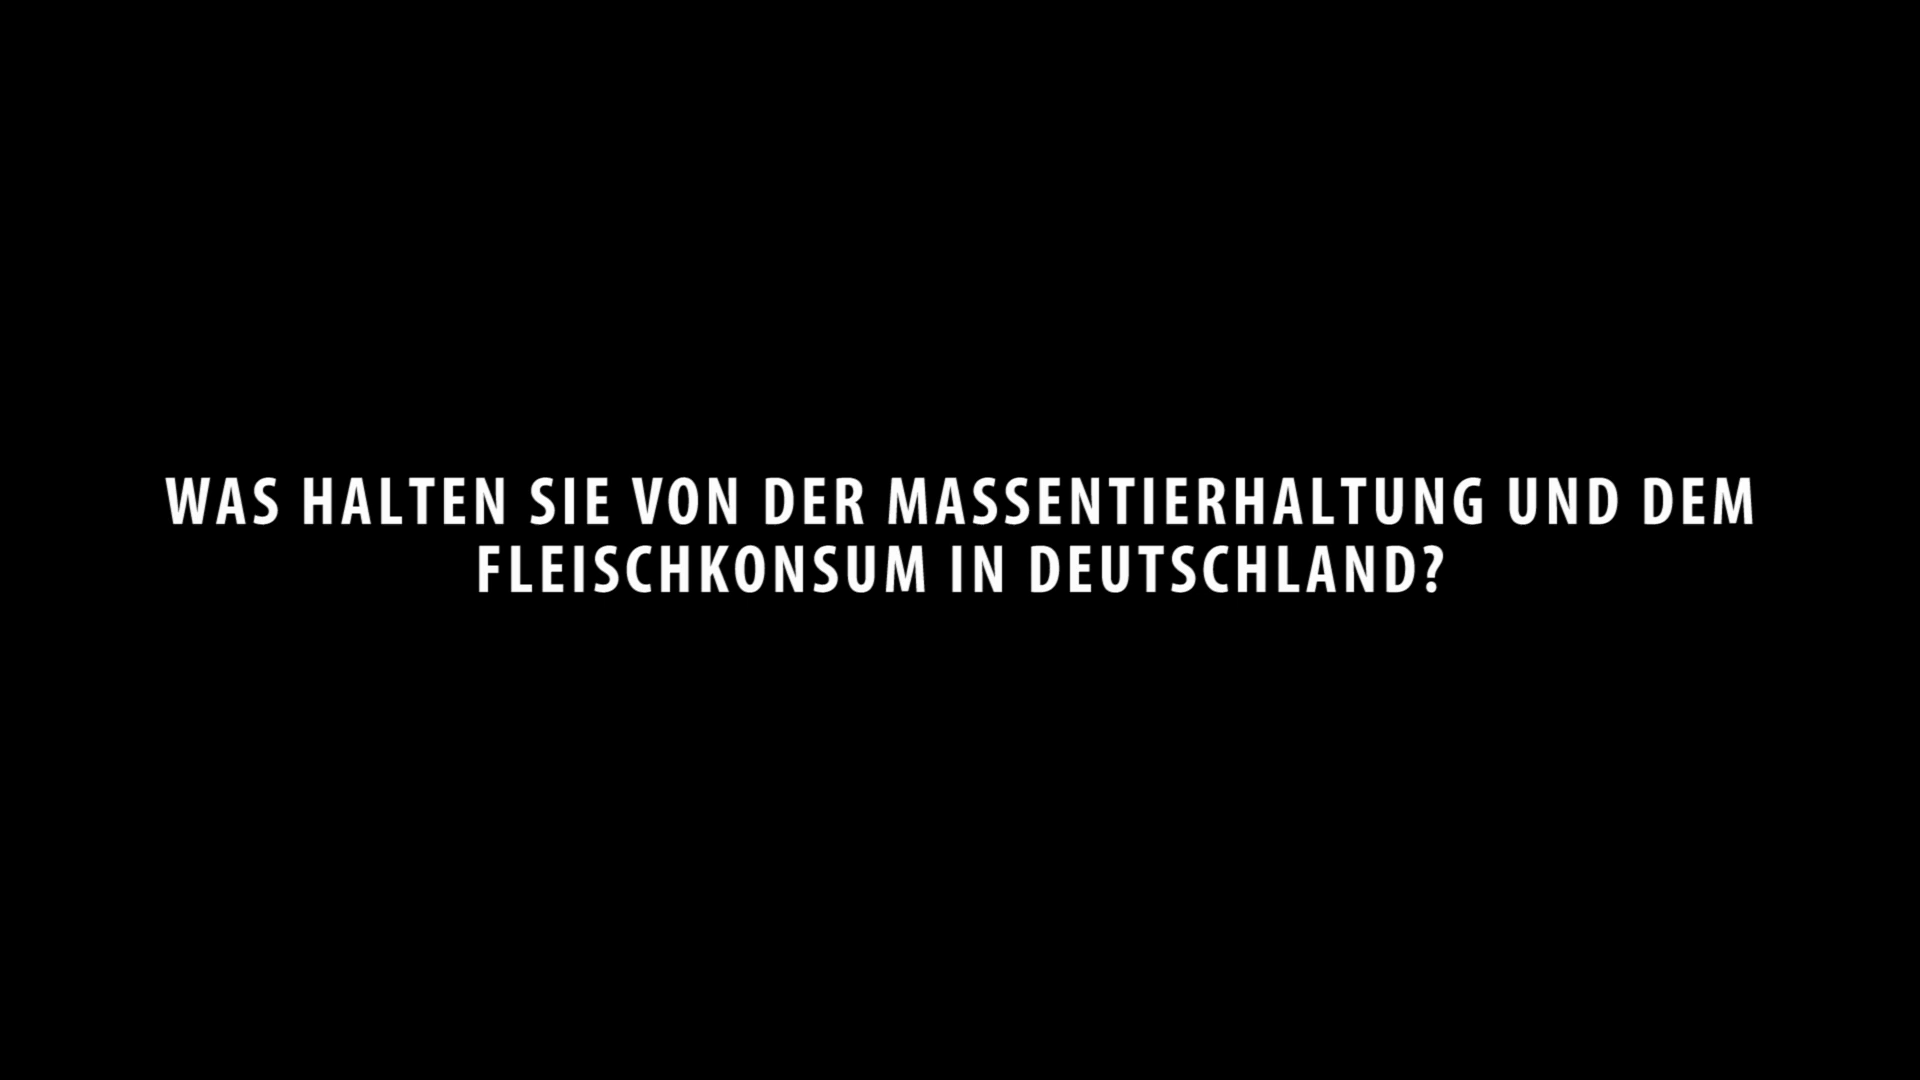 WAS HALTEN SIE VON DER MASSENTIERHALTUNG UND DEM
FLEISCHKONSUM IN DEUTSCHLAND?